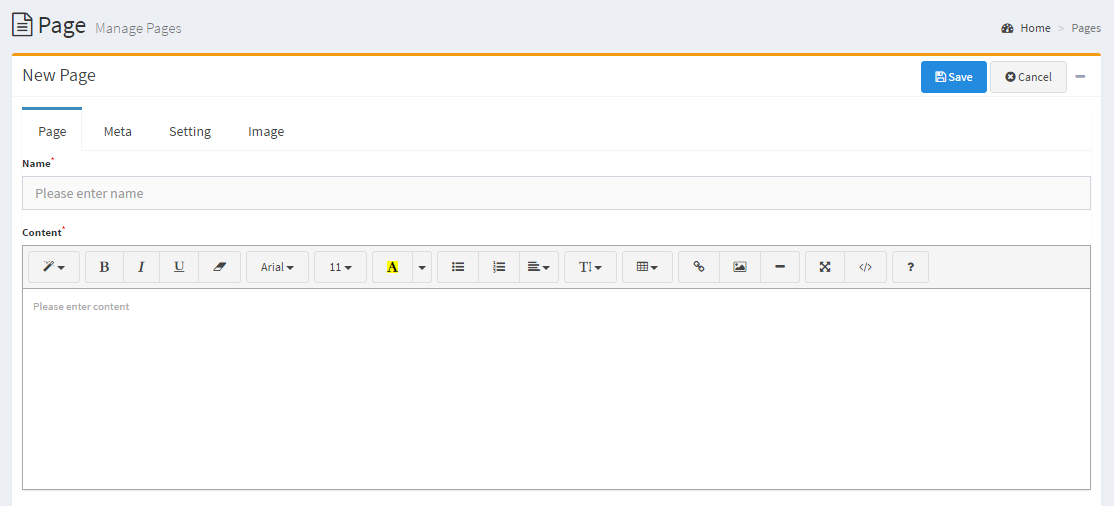 Page Manage Pages
Home > Pages
New Page
Save Cancel
Page Meta Setting Image
Name*
Please enter name
Content*
B I U Arial 11 A T </> ?
Please enter content